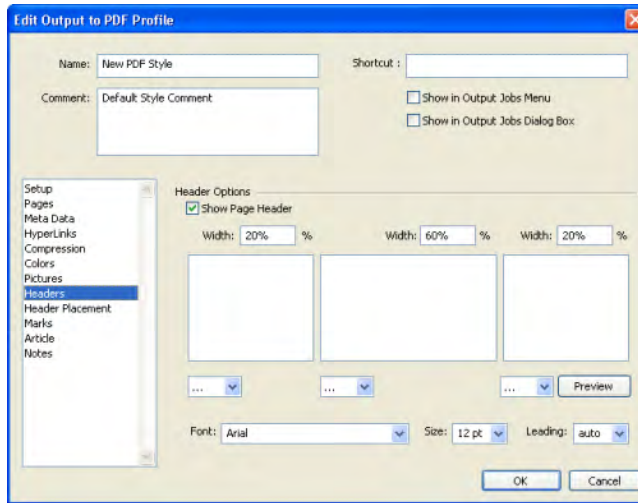 Edit Output to PDF Profile
Name: New PDF Style
Shortcut :
Comment: Default Style Comment
Show in Output Jobs Menu
Show in Output Jobs Dialog Box
Setup
Pages
Meta Data
HyperLinks
Compression
Colors
Pictures
Headers
Header Placement
Marks
Article
Notes
Header Options
Show Page Header
Width: 20% % Width: 60% % Width: 20% %
... ... ... Preview
Font: Arial Size: 12 pt Leading: auto
OK Cancel